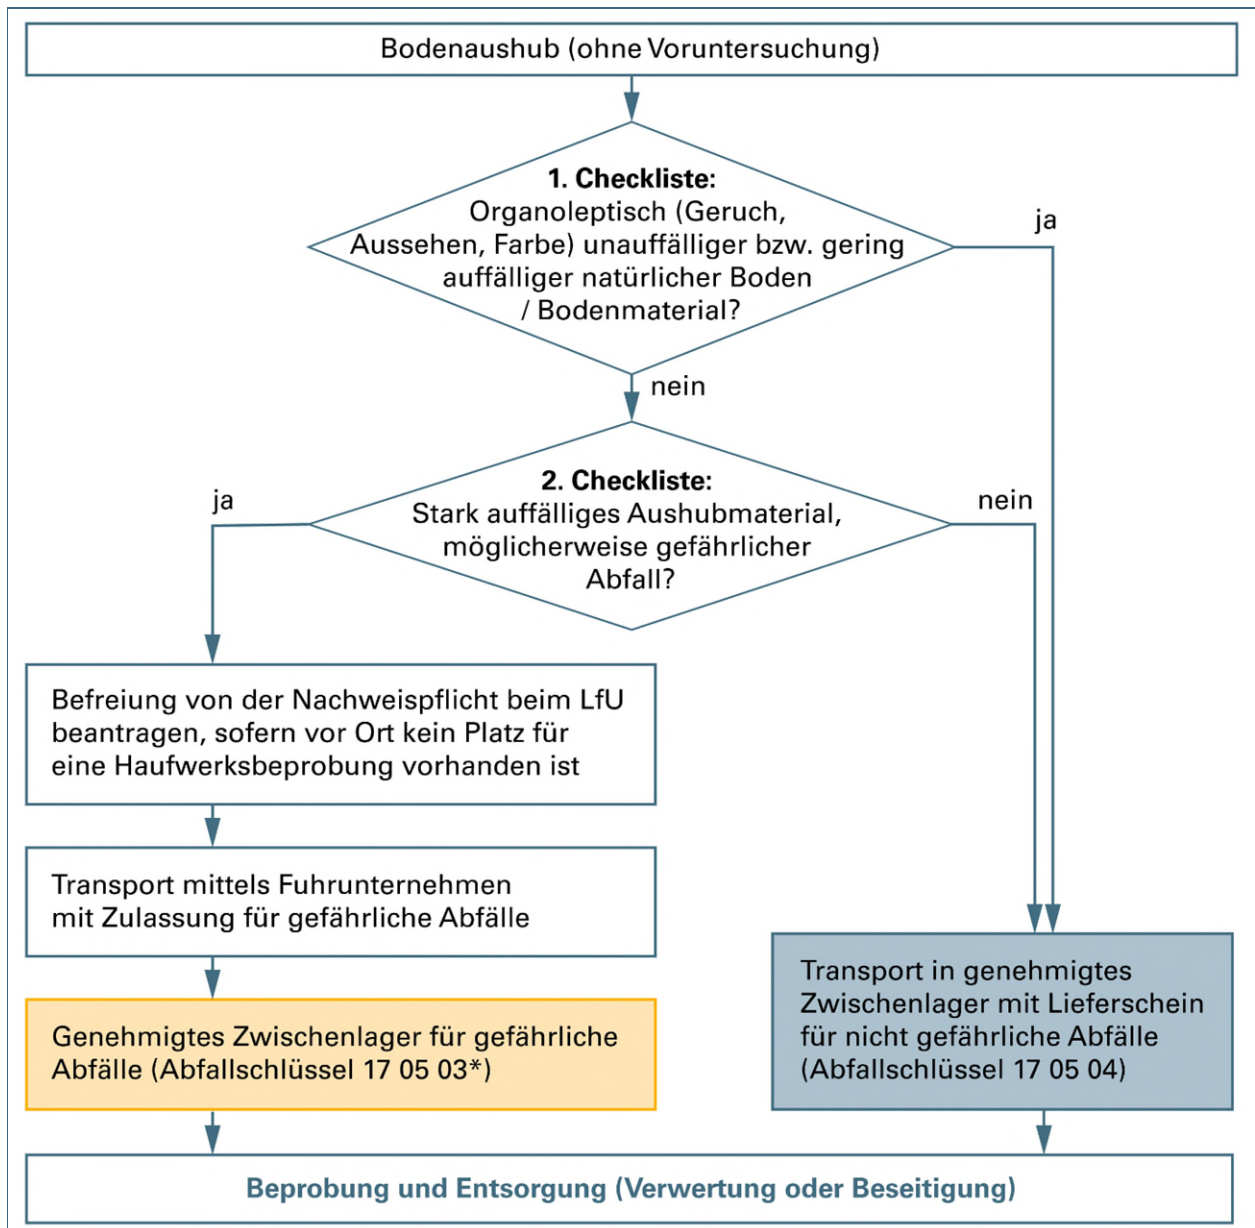 Bodenaushub (ohne Voruntersuchung)
1. Checkliste:
Organoleptisch (Geruch,
Aussehen, Farbe) unauffälliger bzw. gering
auffälliger natürlicher Boden
/ Bodenmaterial?
ja
nein
2. Checkliste:
Stark auffälliges Aushubmaterial,
möglicherweise gefährlicher
Abfall?
ja
nein
Befreiung von der Nachweispflicht beim LfU
beantragen, sofern vor Ort kein Platz für
eine Haufwerksbeprobung vorhanden ist
Transport mittels Fuhrunternehmen
mit Zulassung für gefährliche Abfälle
Genehmigtes Zwischenlager für gefährliche
Abfälle (Abfallschlüssel 17 05 03*)
Transport in genehmigtes
Zwischenlager mit Lieferschein
für nicht gefährliche Abfälle
(Abfallschlüssel 17 05 04)
Beprobung und Entsorgung (Verwertung oder Beseitigung)